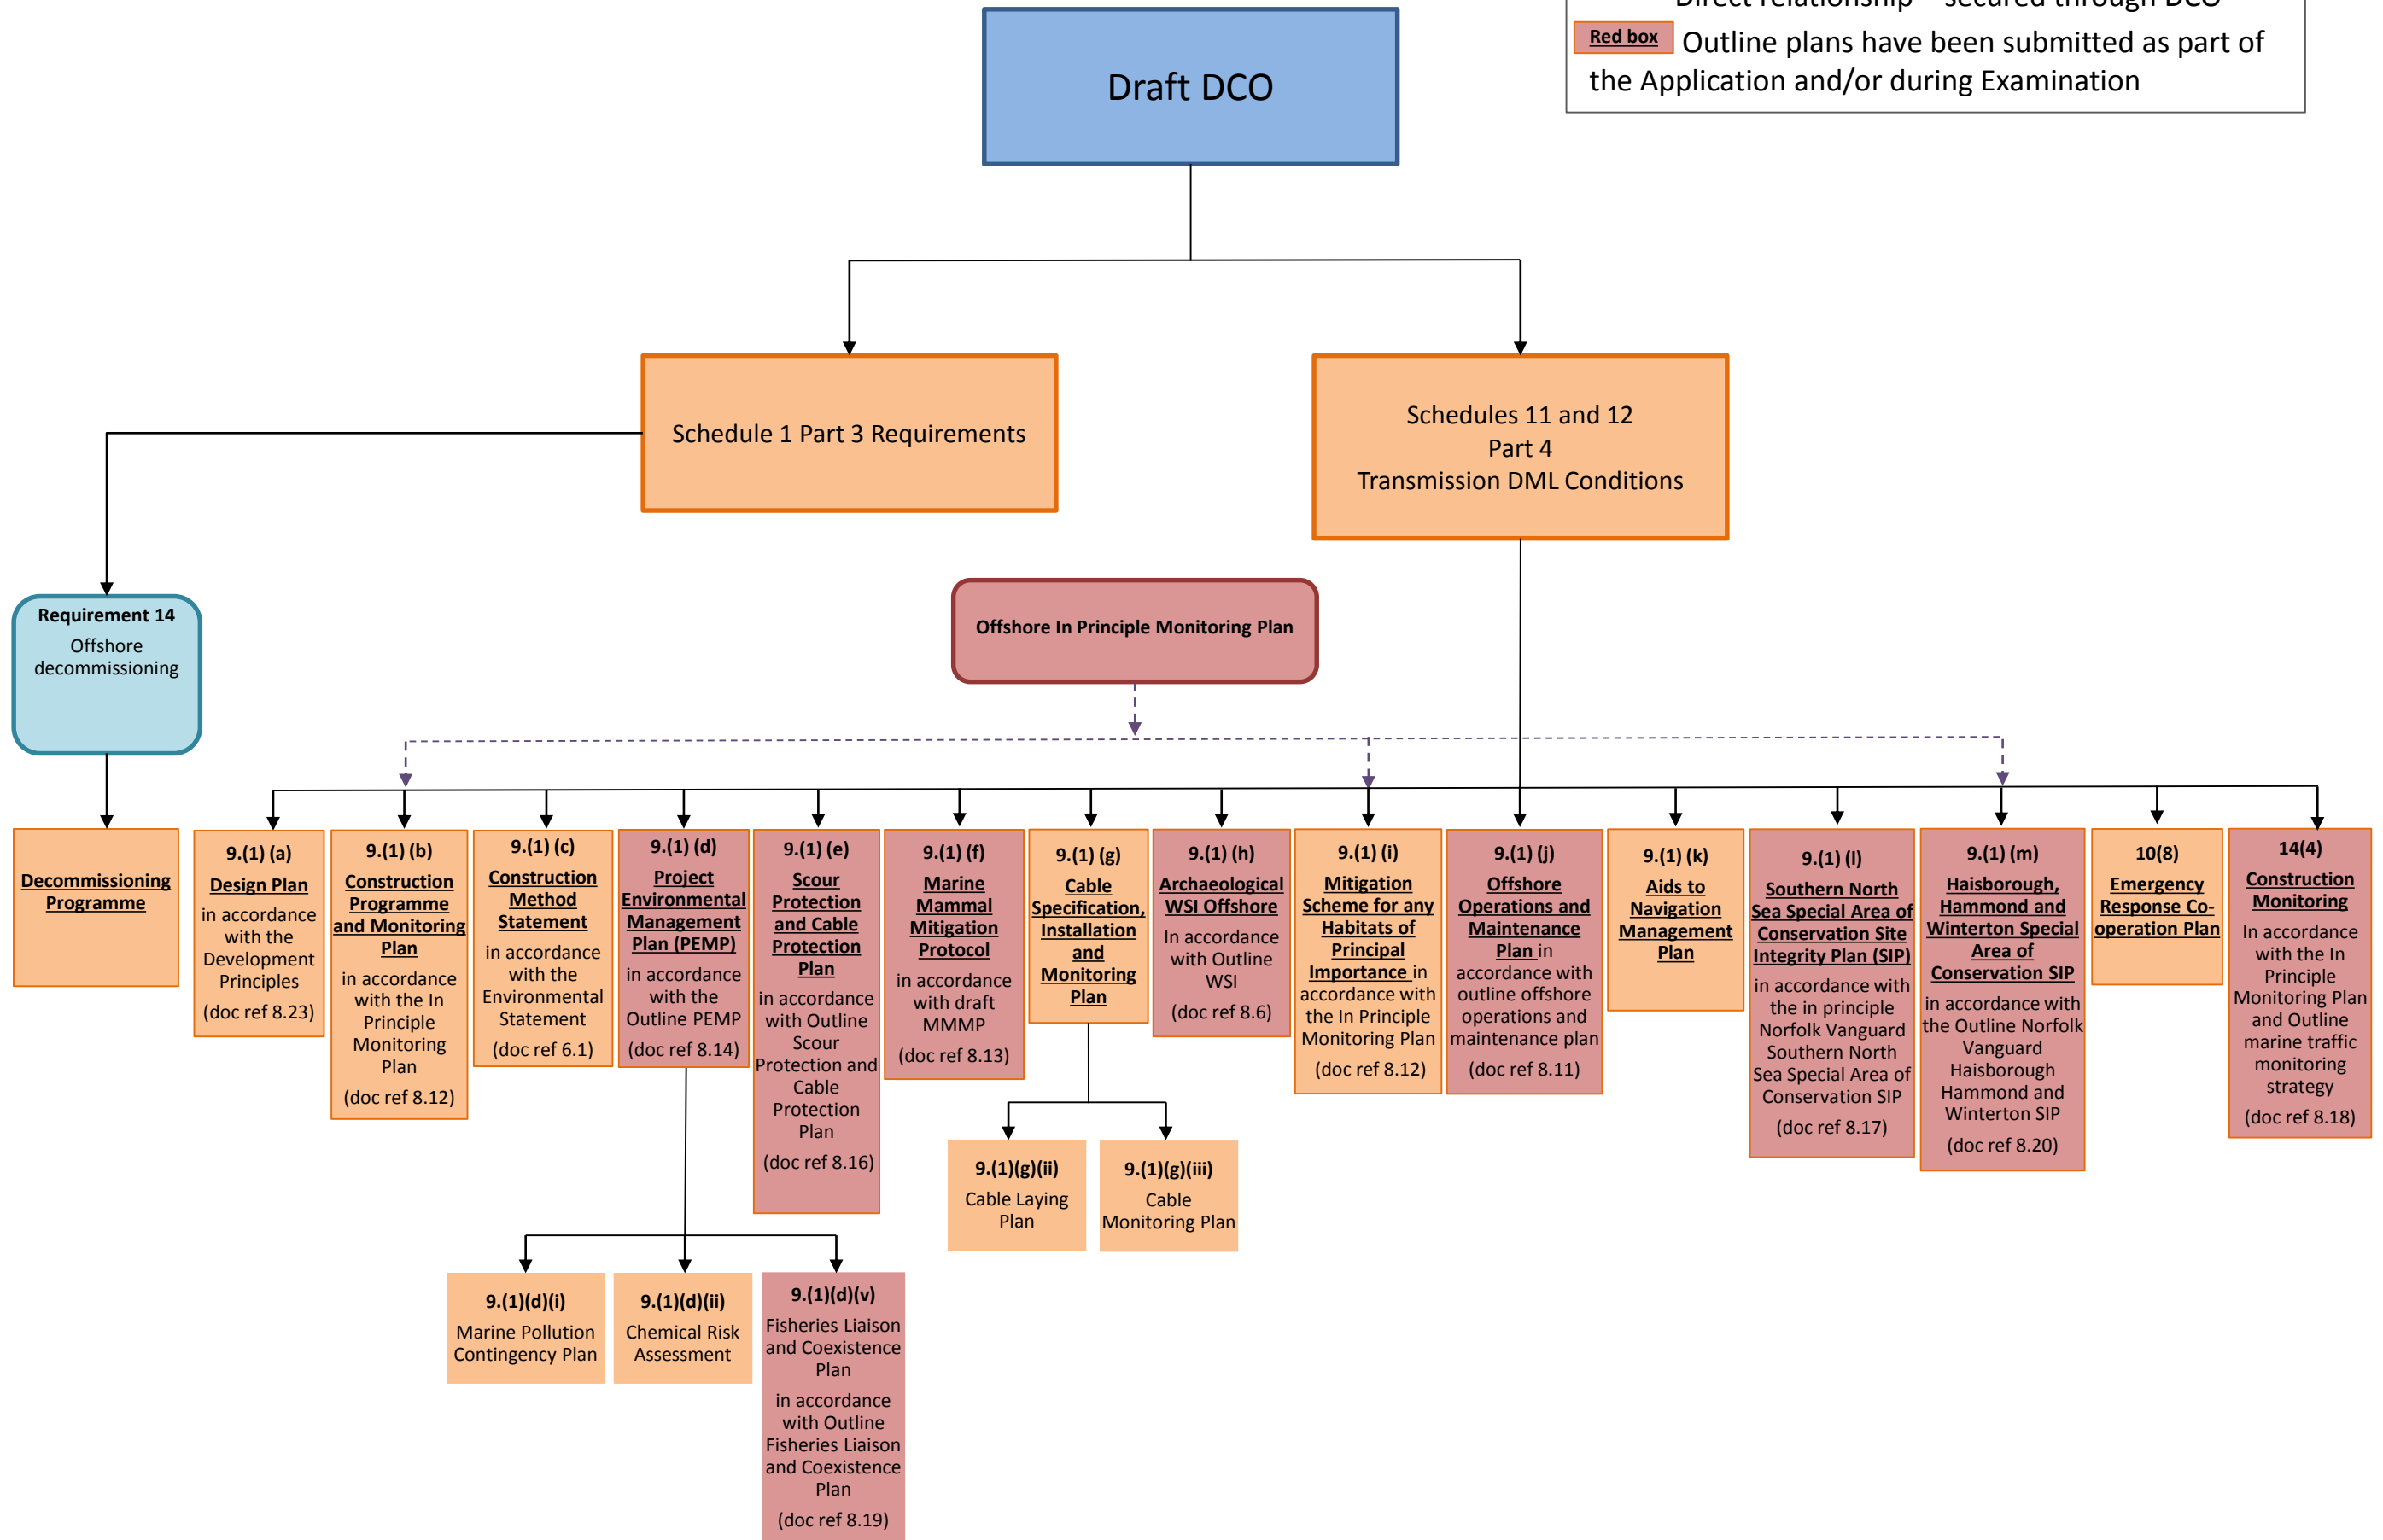 Direct relationship – secured through DCO
Red box Outline plans have been submitted as part of
the Application and/or during Examination
Draft DCO
Schedule 1 Part 3 Requirements
Schedules 11 and 12
Part 4
Transmission DML Conditions
Requirement 14
Offshore
decommissioning
Offshore In Principle Monitoring Plan
Decommissioning
Programme
9.(1) (a)
Design Plan
in accordance
with the
Development
Principles
(doc ref 8.23)
9.(1) (b)
Construction
Programme
and Monitoring
Plan
in accordance
with the In
Principle
Monitoring
Plan
(doc ref 8.12)
9.(1) (c)
Construction
Method
Statement
in accordance
with the
Environmental
Statement
(doc ref 6.1)
9.(1) (d)
Project
Environmental
Management
Plan (PEMP)
in accordance
with the
Outline PEMP
(doc ref 8.14)
9.(1) (e)
Scour
Protection
and Cable
Protection
Plan
in accordance
with Outline
Scour
Protection and
Cable
Protection
Plan
(doc ref 8.16)
9.(1) (f)
Marine
Mammal
Mitigation
Protocol
in accordance
with draft
MMMP
(doc ref 8.13)
9.(1) (g)
Cable
Specification,
Installation
and
Monitoring
Plan
9.(1) (h)
Archaeological
WSI Offshore
In accordance
with Outline
WSI
(doc ref 8.6)
9.(1) (i)
Mitigation
Scheme for any
Habitats of
Principal
Importance in
accordance with
the In Principle
Monitoring Plan
(doc ref 8.12)
9.(1) (j)
Offshore
Operations and
Maintenance
Plan in
accordance with
outline offshore
operations and
maintenance plan
(doc ref 8.11)
9.(1) (k)
Aids to
Navigation
Management
Plan
9.(1) (l)
Southern North
Sea Special Area of
Conservation Site
Integrity Plan (SIP)
in accordance with
the in principle
Norfolk Vanguard
Southern North
Sea Special Area of
Conservation SIP
(doc ref 8.17)
9.(1) (m)
Haisborough,
Hammond and
Winterton Special
Area of
Conservation SIP
in accordance with
the Outline Norfolk
Vanguard
Haisborough
Hammond and
Winterton SIP
(doc ref 8.20)
10(8)
Emergency
Response Co-
operation Plan
14(4)
Construction
Monitoring
In accordance
with the In
Principle
Monitoring Plan
and Outline
marine traffic
monitoring
strategy
(doc ref 8.18)
9.(1)(g)(ii)
Cable Laying
Plan
9.(1)(g)(iii)
Cable
Monitoring Plan
9.(1)(d)(i)
Marine Pollution
Contingency Plan
9.(1)(d)(ii)
Chemical Risk
Assessment
9.(1)(d)(v)
Fisheries Liaison
and Coexistence
Plan
in accordance
with Outline
Fisheries Liaison
and Coexistence
Plan
(doc ref 8.19)